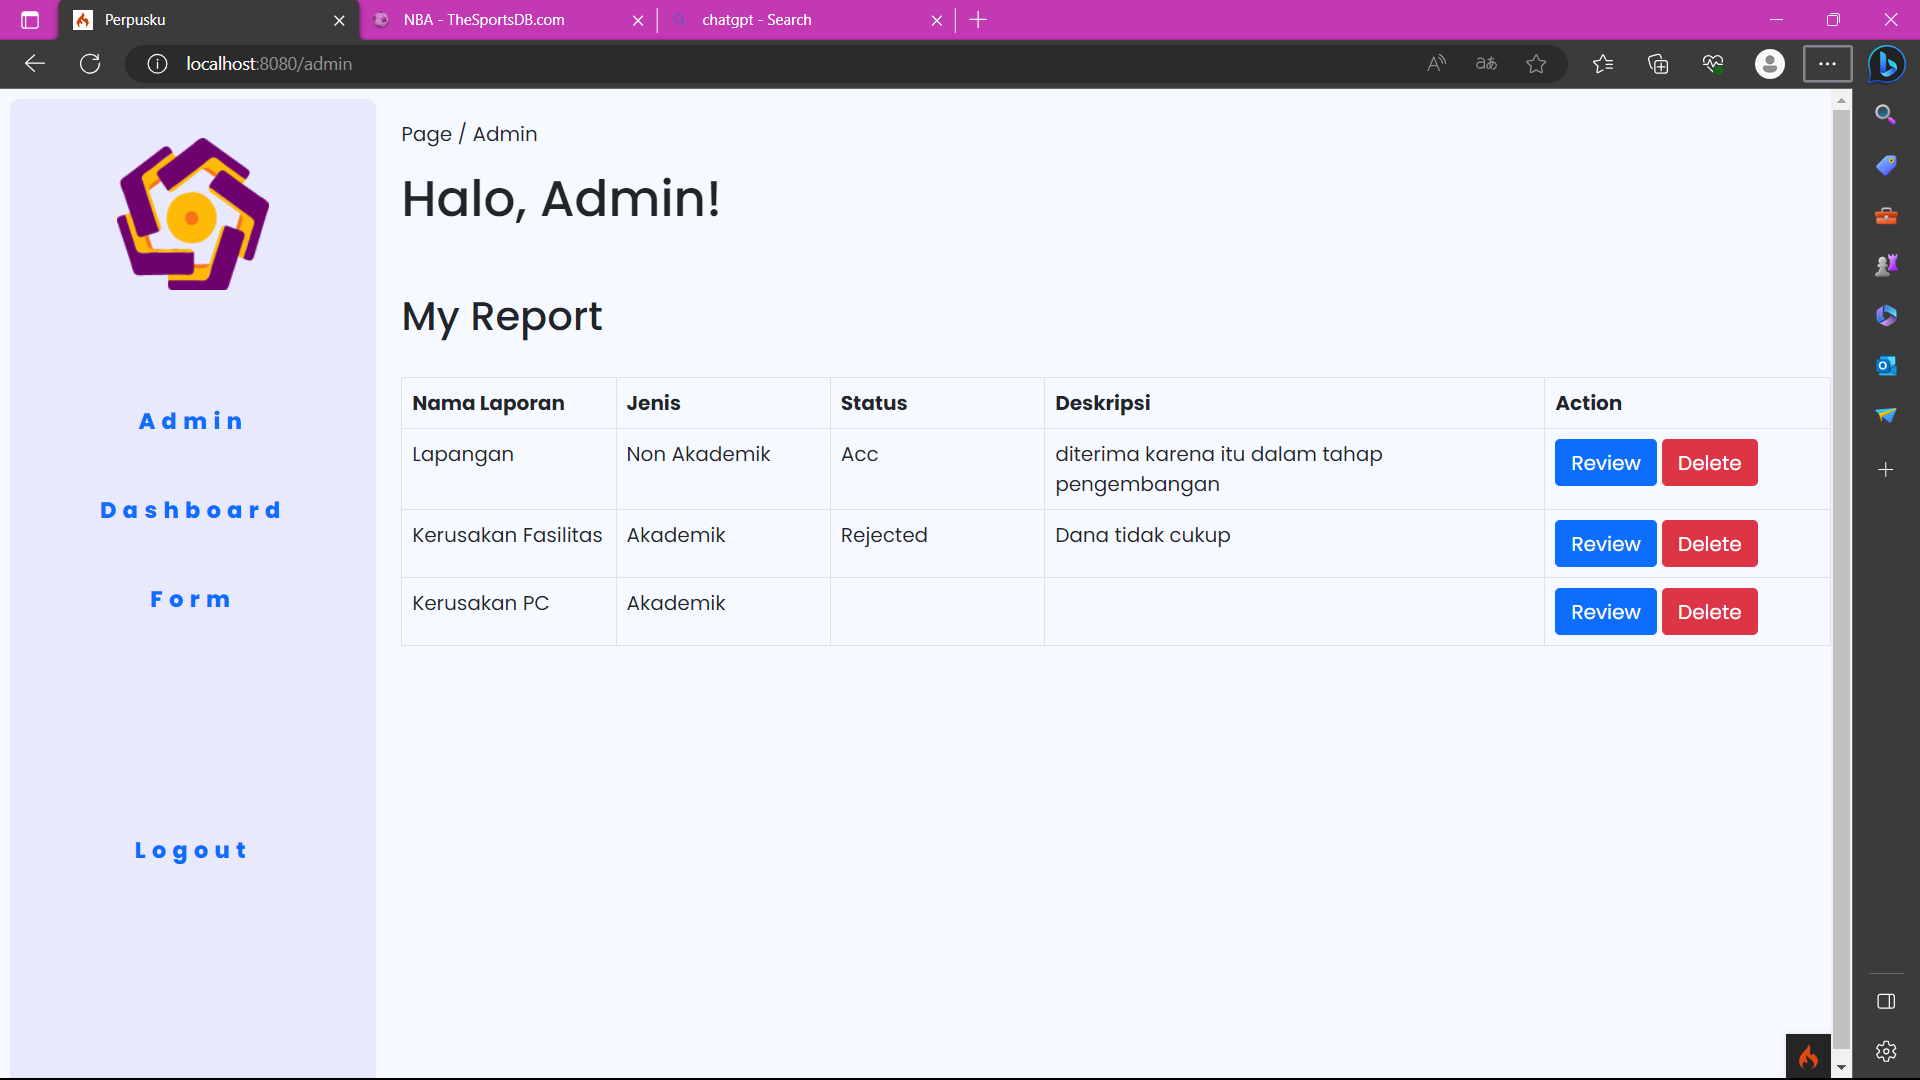 Perpusku
NBA - TheSportsDB.com
chatgpt - Search
localhost:8080/admin
Page / Admin
Halo, Admin!
My Report
Admin
Dashboard
Form
Logout
Nama Laporan Jenis Status Deskripsi Action
Lapangan Non Akademik Acc diterima karena itu dalam tahap
pengembangan
Review Delete
Kerusakan Fasilitas Akademik Rejected Dana tidak cukup Review Delete
Kerusakan PC Akademik Review Delete